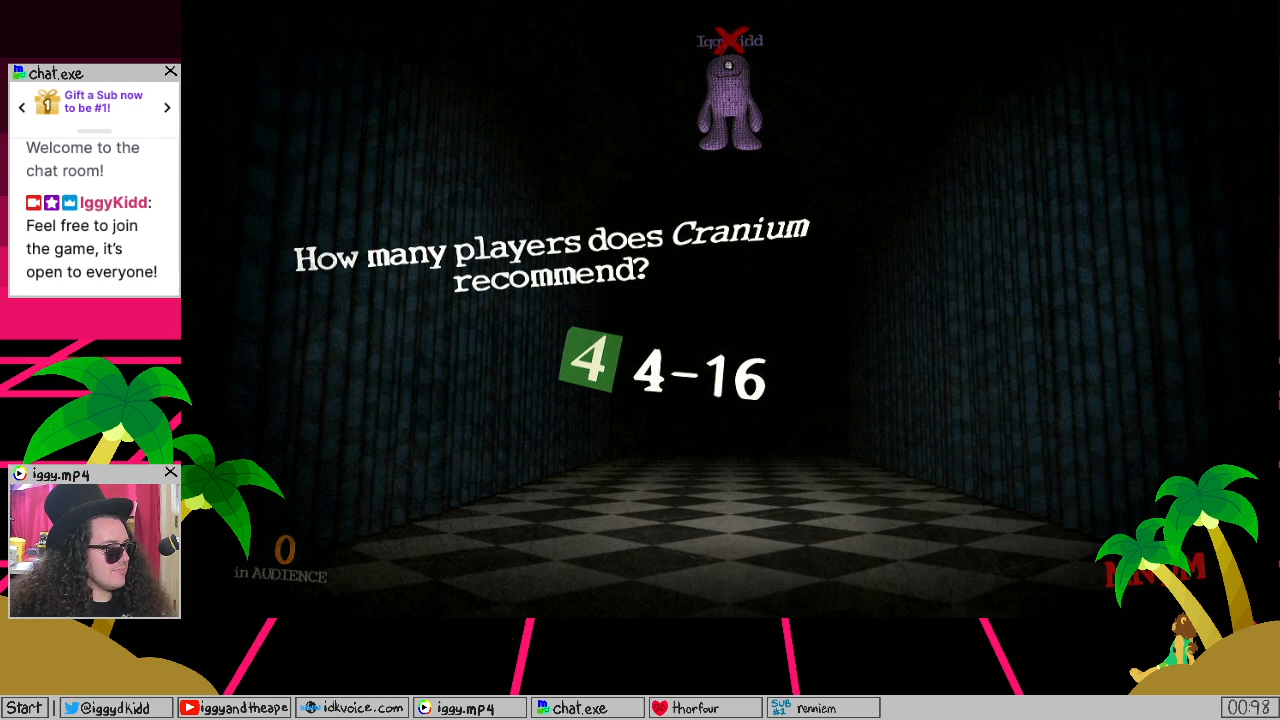 chat.exe
1
Gift a Sub now
to be #1!
Welcome to the
chat room!
IggyKidd:
Feel free to join
the game, it's
open to everyone!
How many players does Cranium
recommend?
4 4-16
iggy.mp4
0
in AUDIENCE
Start
@iggydkidd
iggyandtheape
idkvoice.com
iggy.mp4
chat.exe
thorfour
SUB
#2
renniem
00:98